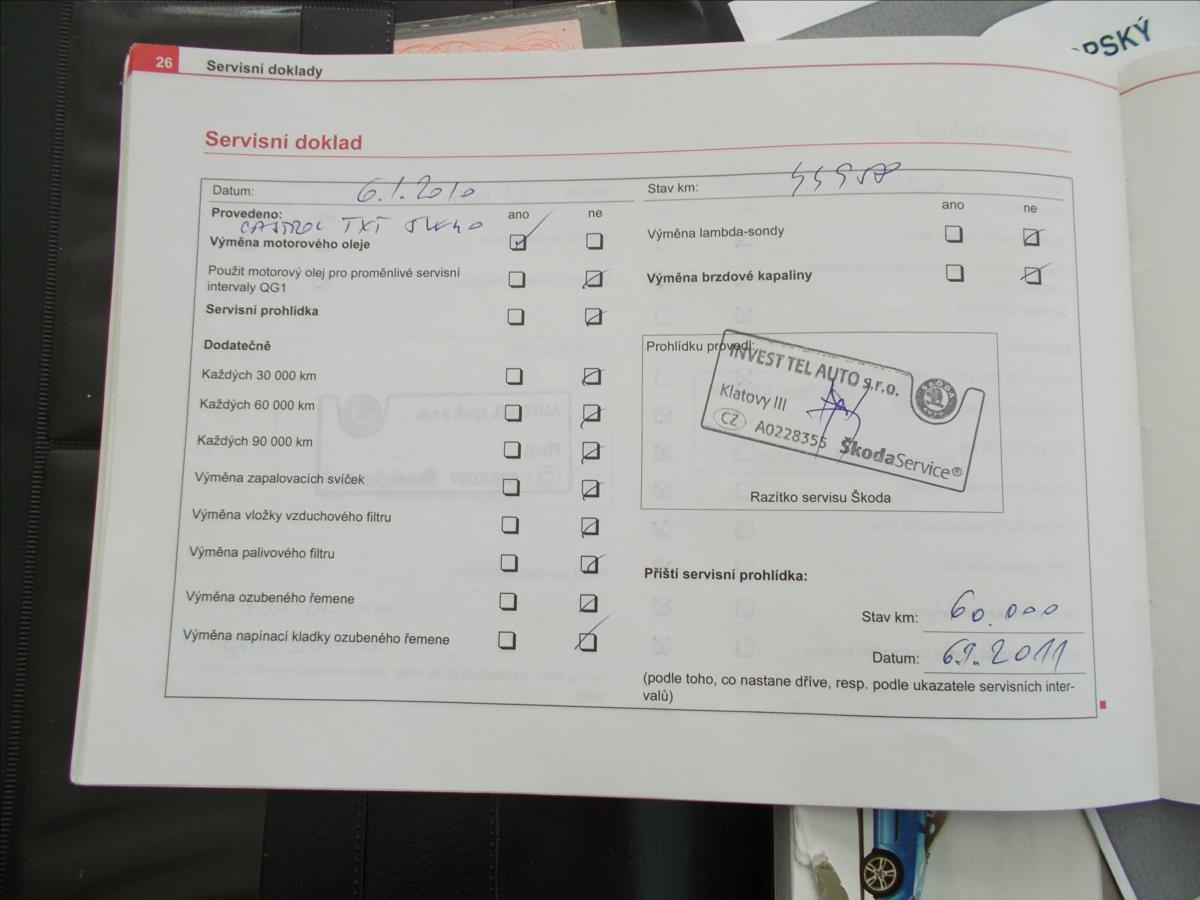 26 Servisní doklady
ORSKÝ
Servisní doklad
Datum: 6.1.2010
Provedeno: ano ne
CASTROL TXT 5W40
Výměna motorového oleje
Použit motorový olej pro proměnlivé servisní
intervaly QG1
Servisní prohlídka
Dodatečně
Každých 30 000 km
Každých 60 000 km
Každých 90 000 km
Výměna zapalovacích svíček
Výměna vložky vzduchového filtru
Výměna palivového filtru
Výměna ozubeného řemene
Výměna napínací kladky ozubeného řemene
Stav km:
ano ne
Výměna lambda-sondy
Výměna brzdové kapaliny
Prohlídku provedl:
INVEST TEL AUTO s.r.o.
Klatovy III
CZ A0228355 ŠkodaService®
Razítko servisu Škoda
Příští servisní prohlídka:
Stav km: 60.000
Datum: 6.1.2011
(podle toho, co nastane dříve, resp. podle ukazatele servisních inter-
valů)